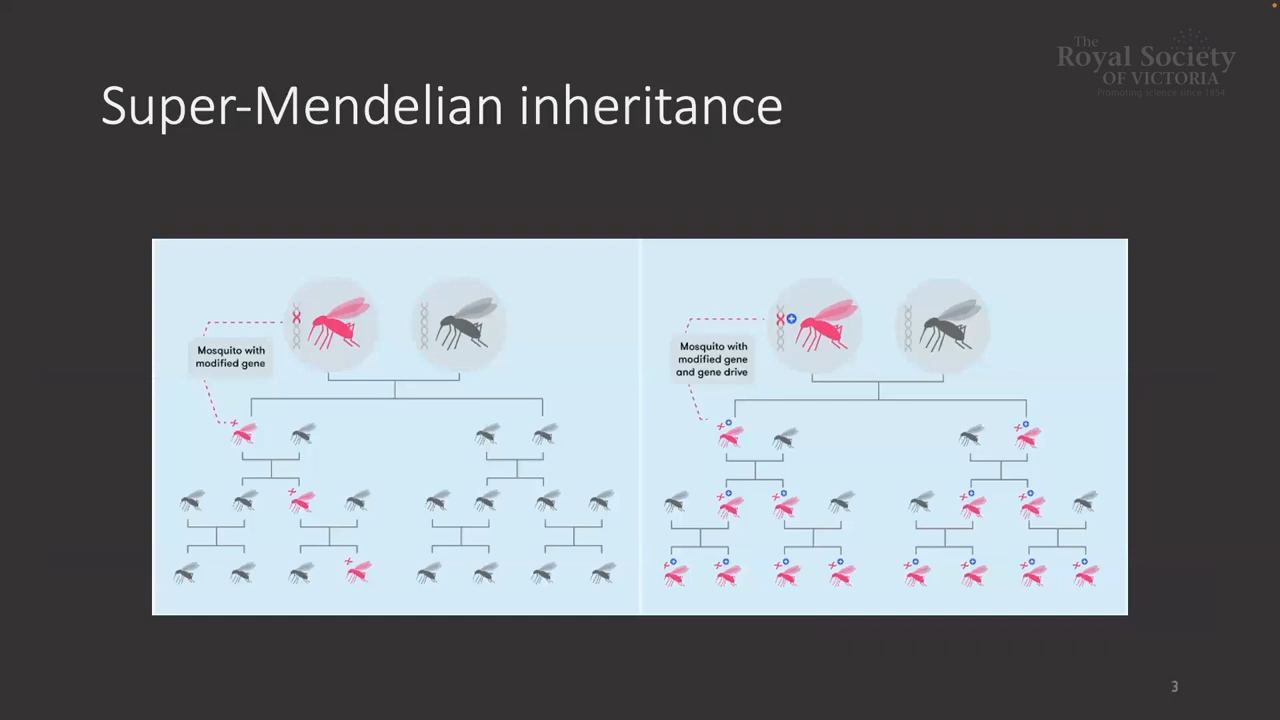 The
Royal Society
OF VICTORIA
Promoting science since 1854
Super-Mendelian inheritance
Mosquito with
modified gene
Mosquito with
modified gene
and gene drive
3